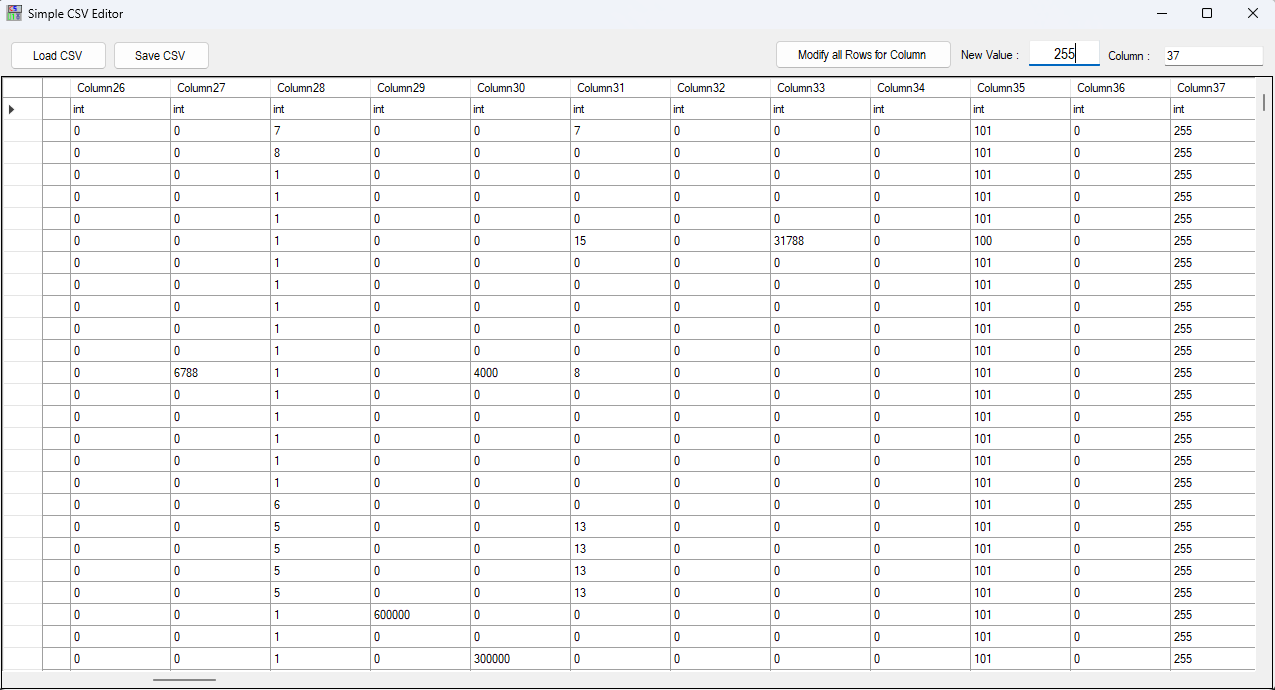 Simple CSV Editor
Load CSV Save CSV Modify all Rows for Column New Value : 255 Column : 37
Column26 Column27 Column28 Column29 Column30 Column31 Column32 Column33 Column34 Column35 Column36 Column37
int int int int int int int int int int int int
0 0 7 0 0 7 0 0 0 101 0 255
0 0 8 0 0 0 0 0 0 101 0 255
0 0 1 0 0 0 0 0 0 101 0 255
0 0 1 0 0 0 0 0 0 101 0 255
0 0 1 0 0 0 0 0 0 101 0 255
0 0 1 0 0 15 0 31788 0 100 0 255
0 0 1 0 0 0 0 0 0 101 0 255
0 0 1 0 0 0 0 0 0 101 0 255
0 0 1 0 0 0 0 0 0 101 0 255
0 0 1 0 0 0 0 0 0 101 0 255
0 0 1 0 0 0 0 0 0 101 0 255
0 6788 1 0 4000 8 0 0 0 101 0 255
0 0 1 0 0 0 0 0 0 101 0 255
0 0 1 0 0 0 0 0 0 101 0 255
0 0 1 0 0 0 0 0 0 101 0 255
0 0 1 0 0 0 0 0 0 101 0 255
0 0 1 0 0 0 0 0 0 101 0 255
0 0 6 0 0 0 0 0 0 101 0 255
0 0 5 0 0 13 0 0 0 101 0 255
0 0 5 0 0 13 0 0 0 101 0 255
0 0 5 0 0 13 0 0 0 101 0 255
0 0 5 0 0 13 0 0 0 101 0 255
0 0 1 600000 0 0 0 0 0 101 0 255
0 0 1 0 0 0 0 0 0 101 0 255
0 0 1 0 300000 0 0 0 0 101 0 255